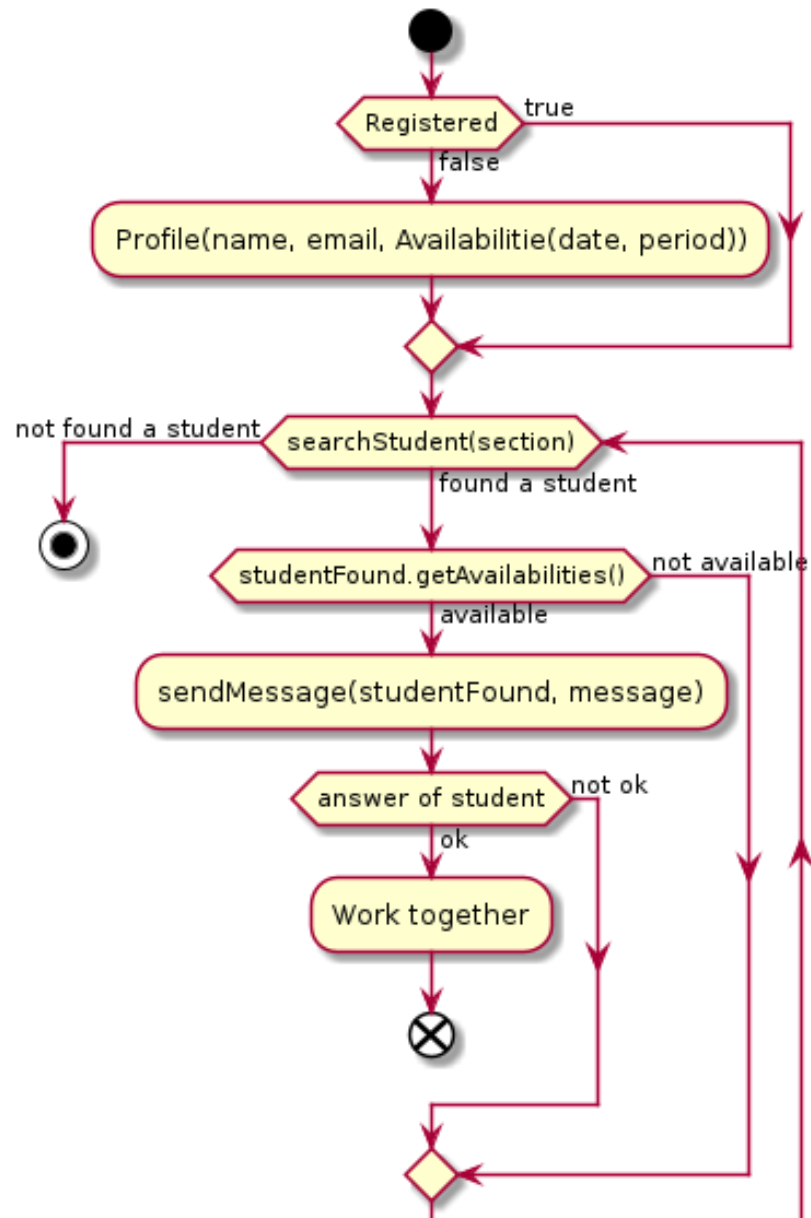 Registered
true
false
Profile(name, email, Availabilitie(date, period))
not found a student
searchStudent(section)
found a student
studentFound.getAvailabilities()
not available
available
sendMessage(studentFound, message)
answer of student
not ok
ok
Work together